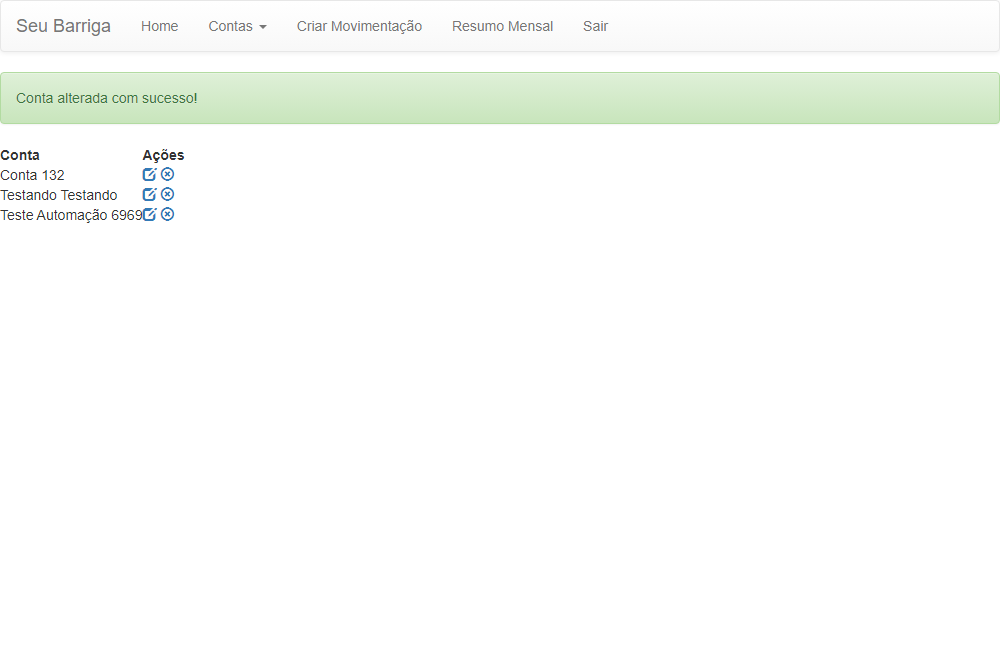 Seu Barriga Home Contas Criar Movimentação Resumo Mensal Sair
Conta alterada com sucesso!
Conta Ações
Conta 132
Testando Testando
Teste Automação 6969